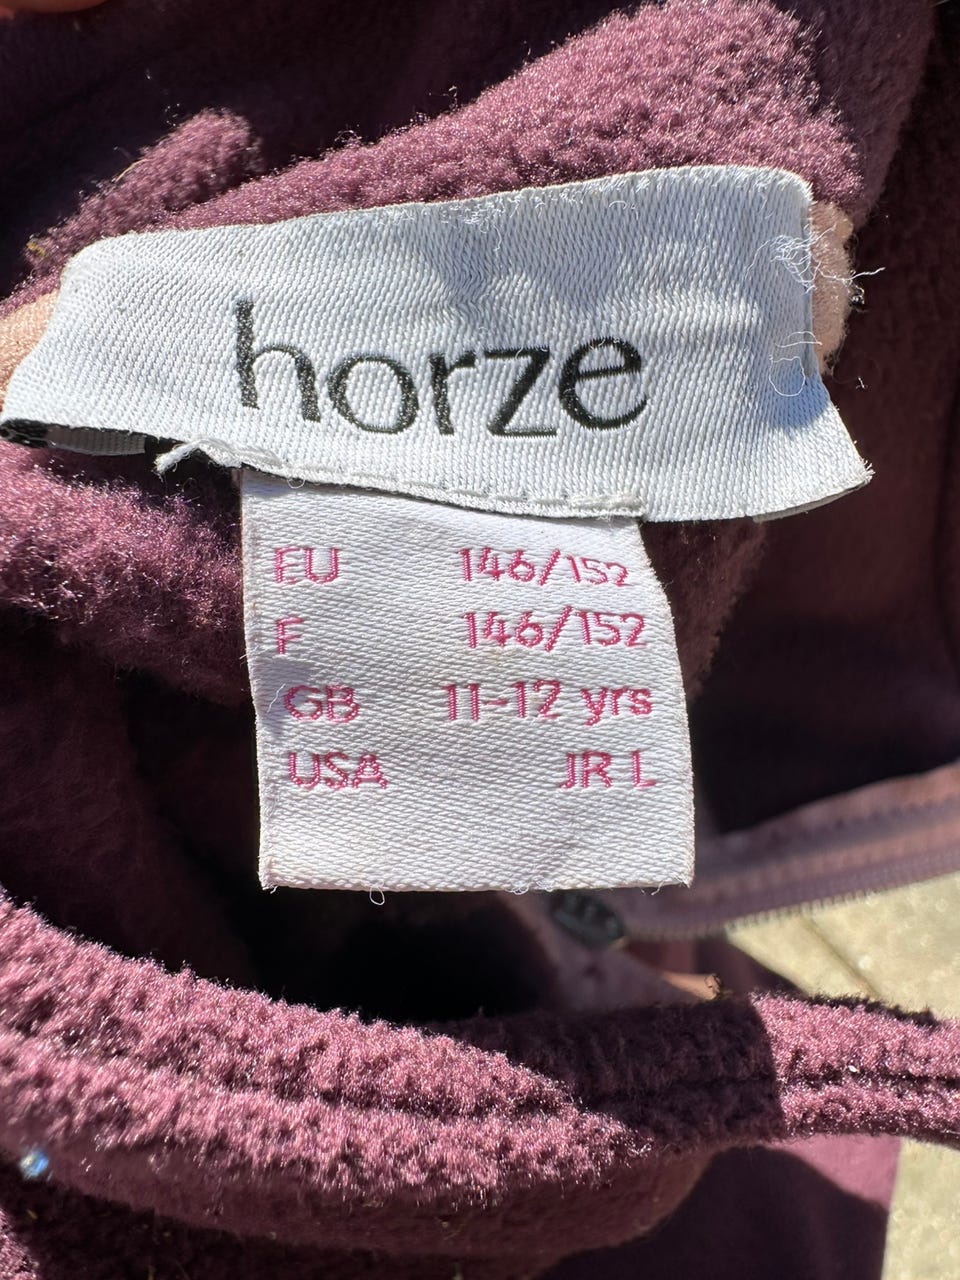 horze
EU 146/152
F 146/152
GB 11-12 yrs
USA JR L